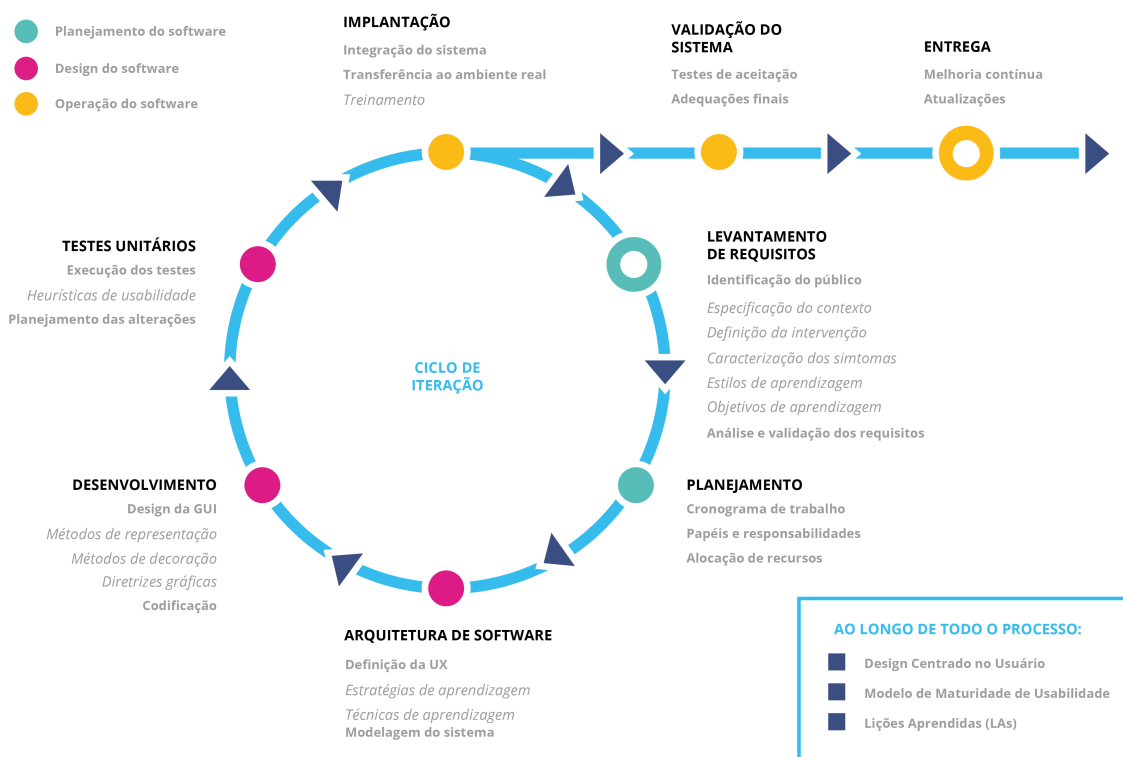 Planejamento do software
Design do software
Operação do software
IMPLANTAÇÃO
Integração do sistema
Transferência ao ambiente real
Treinamento
VALIDAÇÃO DO
SISTEMA
Testes de aceitação
Adequações finais
ENTREGA
Melhoria contínua
Atualizações
TESTES UNITÁRIOS
Execução dos testes
Heurísticas de usabilidade
Planejamento das alterações
LEVANTAMENTO
DE REQUISITOS
Identificação do público
Especificação do contexto
Definição da intervenção
Caracterização dos simtomas
Estilos de aprendizagem
Objetivos de aprendizagem
Análise e validação dos requisitos
CICLO DE
ITERAÇÃO
DESENVOLVIMENTO
Design da GUI
Métodos de representação
Métodos de decoração
Diretrizes gráficas
Codificação
PLANEJAMENTO
Cronograma de trabalho
Papéis e responsabilidades
Alocação de recursos
ARQUITETURA DE SOFTWARE
Definição da UX
Estratégias de aprendizagem
Técnicas de aprendizagem
Modelagem do sistema
AO LONGO DE TODO O PROCESSO:
Design Centrado no Usuário
Modelo de Maturidade de Usabilidade
Lições Aprendidas (LAs)